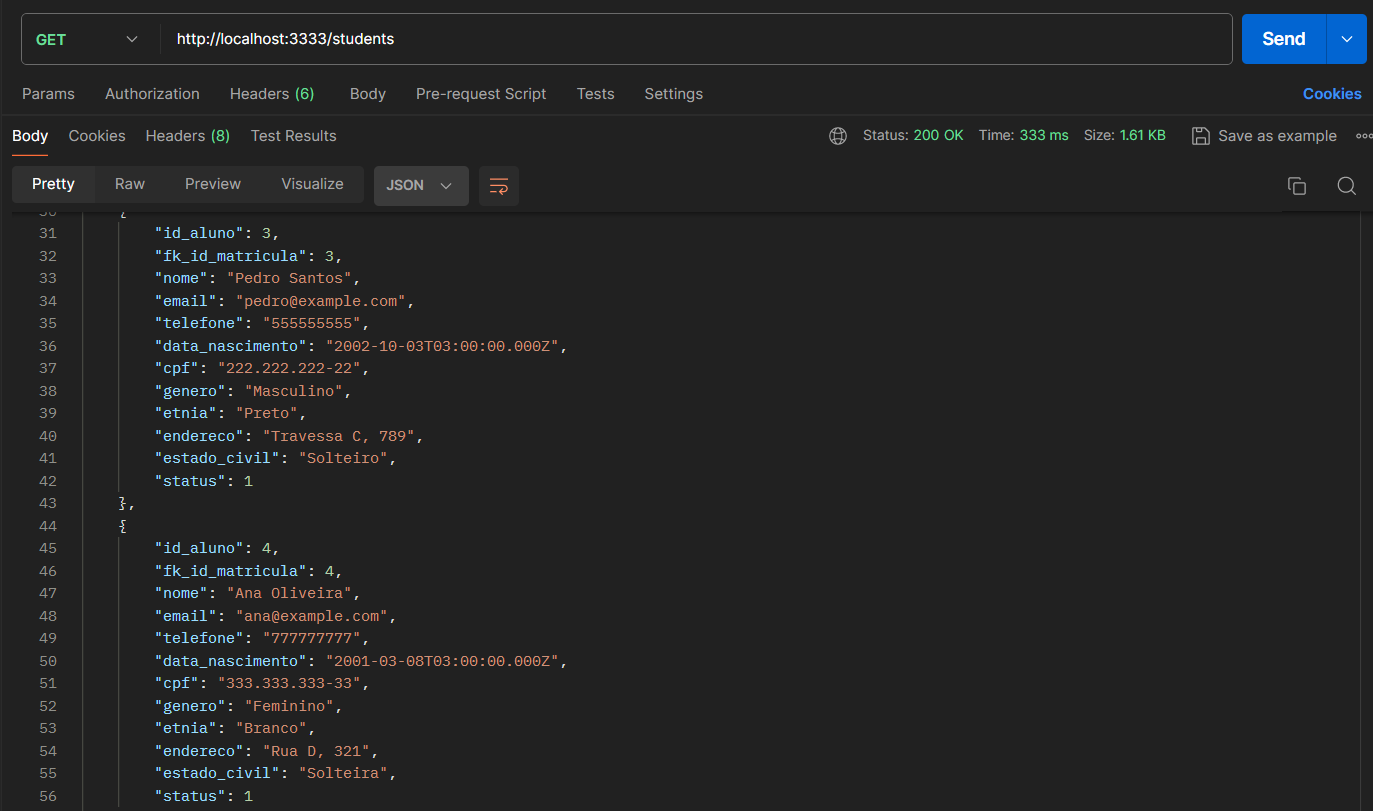 GET http://localhost:3333/students Send
Params Authorization Headers (6) Body Pre-request Script Tests Settings Cookies
Body Cookies Headers (8) Test Results Status: 200 OK Time: 333 ms Size: 1.61 KB Save as example
Pretty Raw Preview Visualize JSON
30 {
31 "id_aluno": 3,
32 "fk_id_matricula": 3,
33 "nome": "Pedro Santos",
34 "email": "pedro@example.com",
35 "telefone": "555555555",
36 "data_nascimento": "2002-10-03T03:00:00.000Z",
37 "cpf": "222.222.222-22",
38 "genero": "Masculino",
39 "etnia": "Preto",
40 "endereco": "Travessa C, 789",
41 "estado_civil": "Solteiro",
42 "status": 1
43 },
44 {
45 "id_aluno": 4,
46 "fk_id_matricula": 4,
47 "nome": "Ana Oliveira",
48 "email": "ana@example.com",
49 "telefone": "777777777",
50 "data_nascimento": "2001-03-08T03:00:00.000Z",
51 "cpf": "333.333.333-33",
52 "genero": "Feminino",
53 "etnia": "Branco",
54 "endereco": "Rua D, 321",
55 "estado_civil": "Solteira",
56 "status": 1